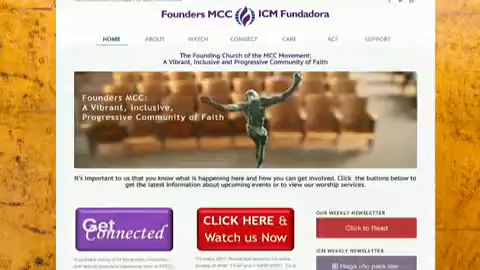 Founders MCC ICM Fundadora
HOME ABOUT WATCH CONNECT CARE ACT SUPPORT
The Founding Church of the MCC Movement:
A Vibrant, Inclusive and Progressive Community of Faith
Founders MCC:
A Vibrant, Inclusive,
Progressive Community of Faith
It's important to us that you know what is happening here and how you can get involved. Click the buttons below to
get the latest information about upcoming events or to view our worship services.
Get
Connected
CLICK HERE &
Watch us Now
OUR WEEKLY NEWSLETTER
Click to Read
ICM WEEKLY NEWSLETTER
Haga clic para leer